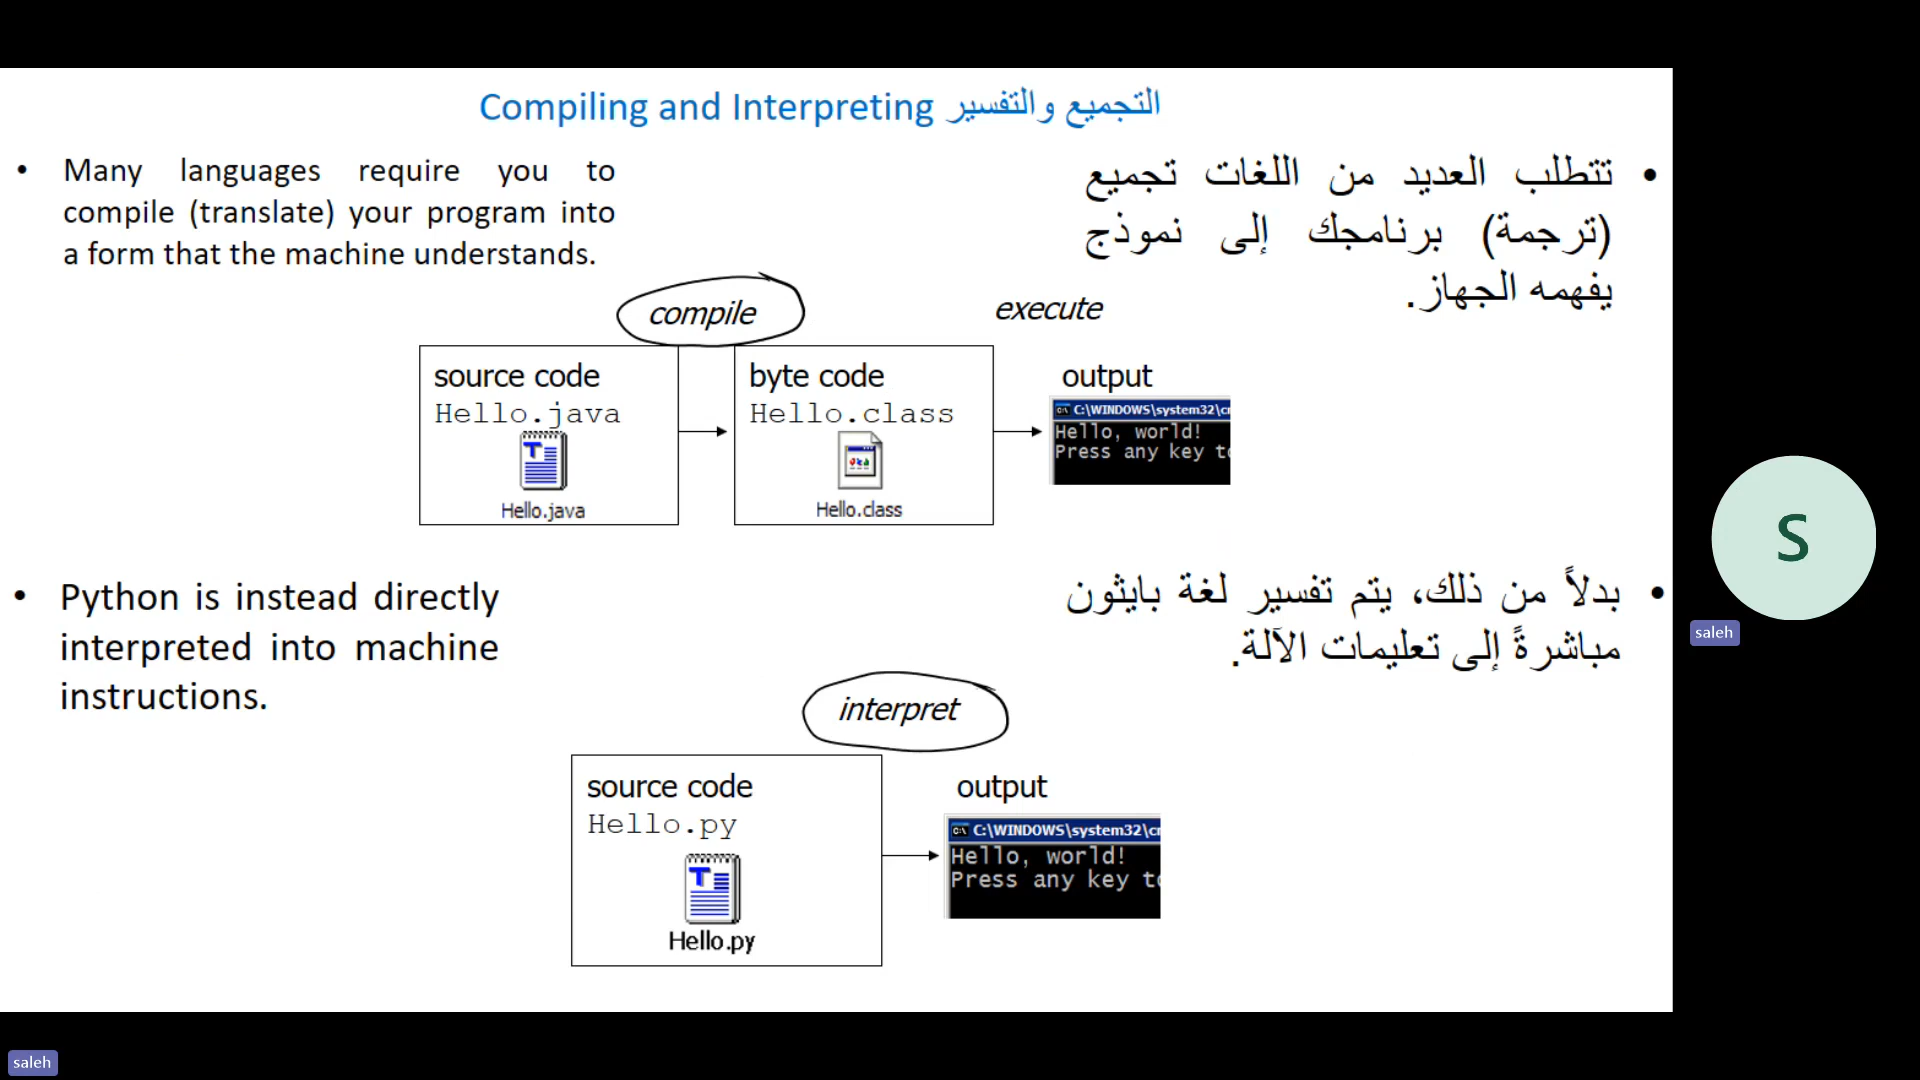 Compiling and Interpreting التجميع والتفسير
• Many languages require you to
compile (translate) your program into
a form that the machine understands.
• تتطلب العديد من اللغات تجميع
(ترجمة) برنامجك إلى نموذج
يفهمه الجهاز.
compile
execute
source code
Hello.java
Hello.java
byte code
Hello.class
Hello.class
output
C:\WINDOWS\system32\c
Hello, world!
Press any key t
• Python is instead directly
interpreted into machine
instructions.
• بدلاً من ذلك، يتم تفسير لغة بايثون
مباشرةً إلى تعليمات الآلة.
interpret
source code
Hello.py
Hello.py
output
C:\WINDOWS\system32\c
Hello, world!
Press any key t
S
saleh
saleh